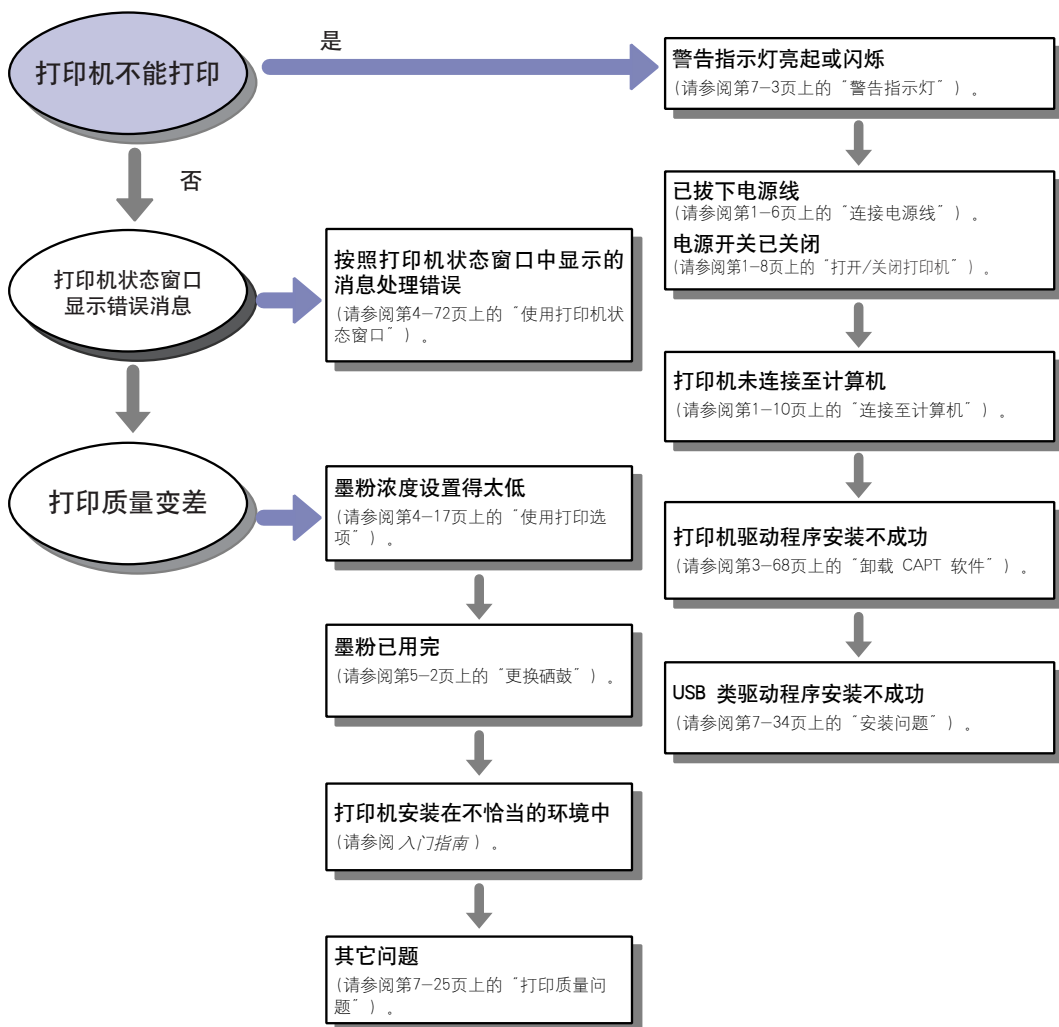 打印机不能打印
是
否
警告指示灯亮起或闪烁
(请参阅第7-3页上的“警告指示灯”)。
已拔下电源线
(请参阅第1-6页上的“连接电源线”)。
电源开关已关闭
(请参阅第1-8页上的“打开/关闭打印机”)。
打印机未连接至计算机
(请参阅第1-10页上的“连接至计算机”)。
打印机驱动程序安装不成功
(请参阅第3-68页上的“卸载 CAPT 软件”)。
USB 类驱动程序安装不成功
(请参阅第7-34页上的“安装问题”)。
打印机状态窗口
显示错误消息
按照打印机状态窗口中显示的
消息处理错误
(请参阅第4-72页上的“使用打印机状
态窗口”)。
打印质量变差
墨粉浓度设置得太低
(请参阅第4-17页上的“使用打印选
项”)。
墨粉已用完
(请参阅第5-2页上的“更换硒鼓”)。
打印机安装在不恰当的环境中
(请参阅 入门指南)。
其它问题
(请参阅第7-25页上的“打印质量问
题”)。